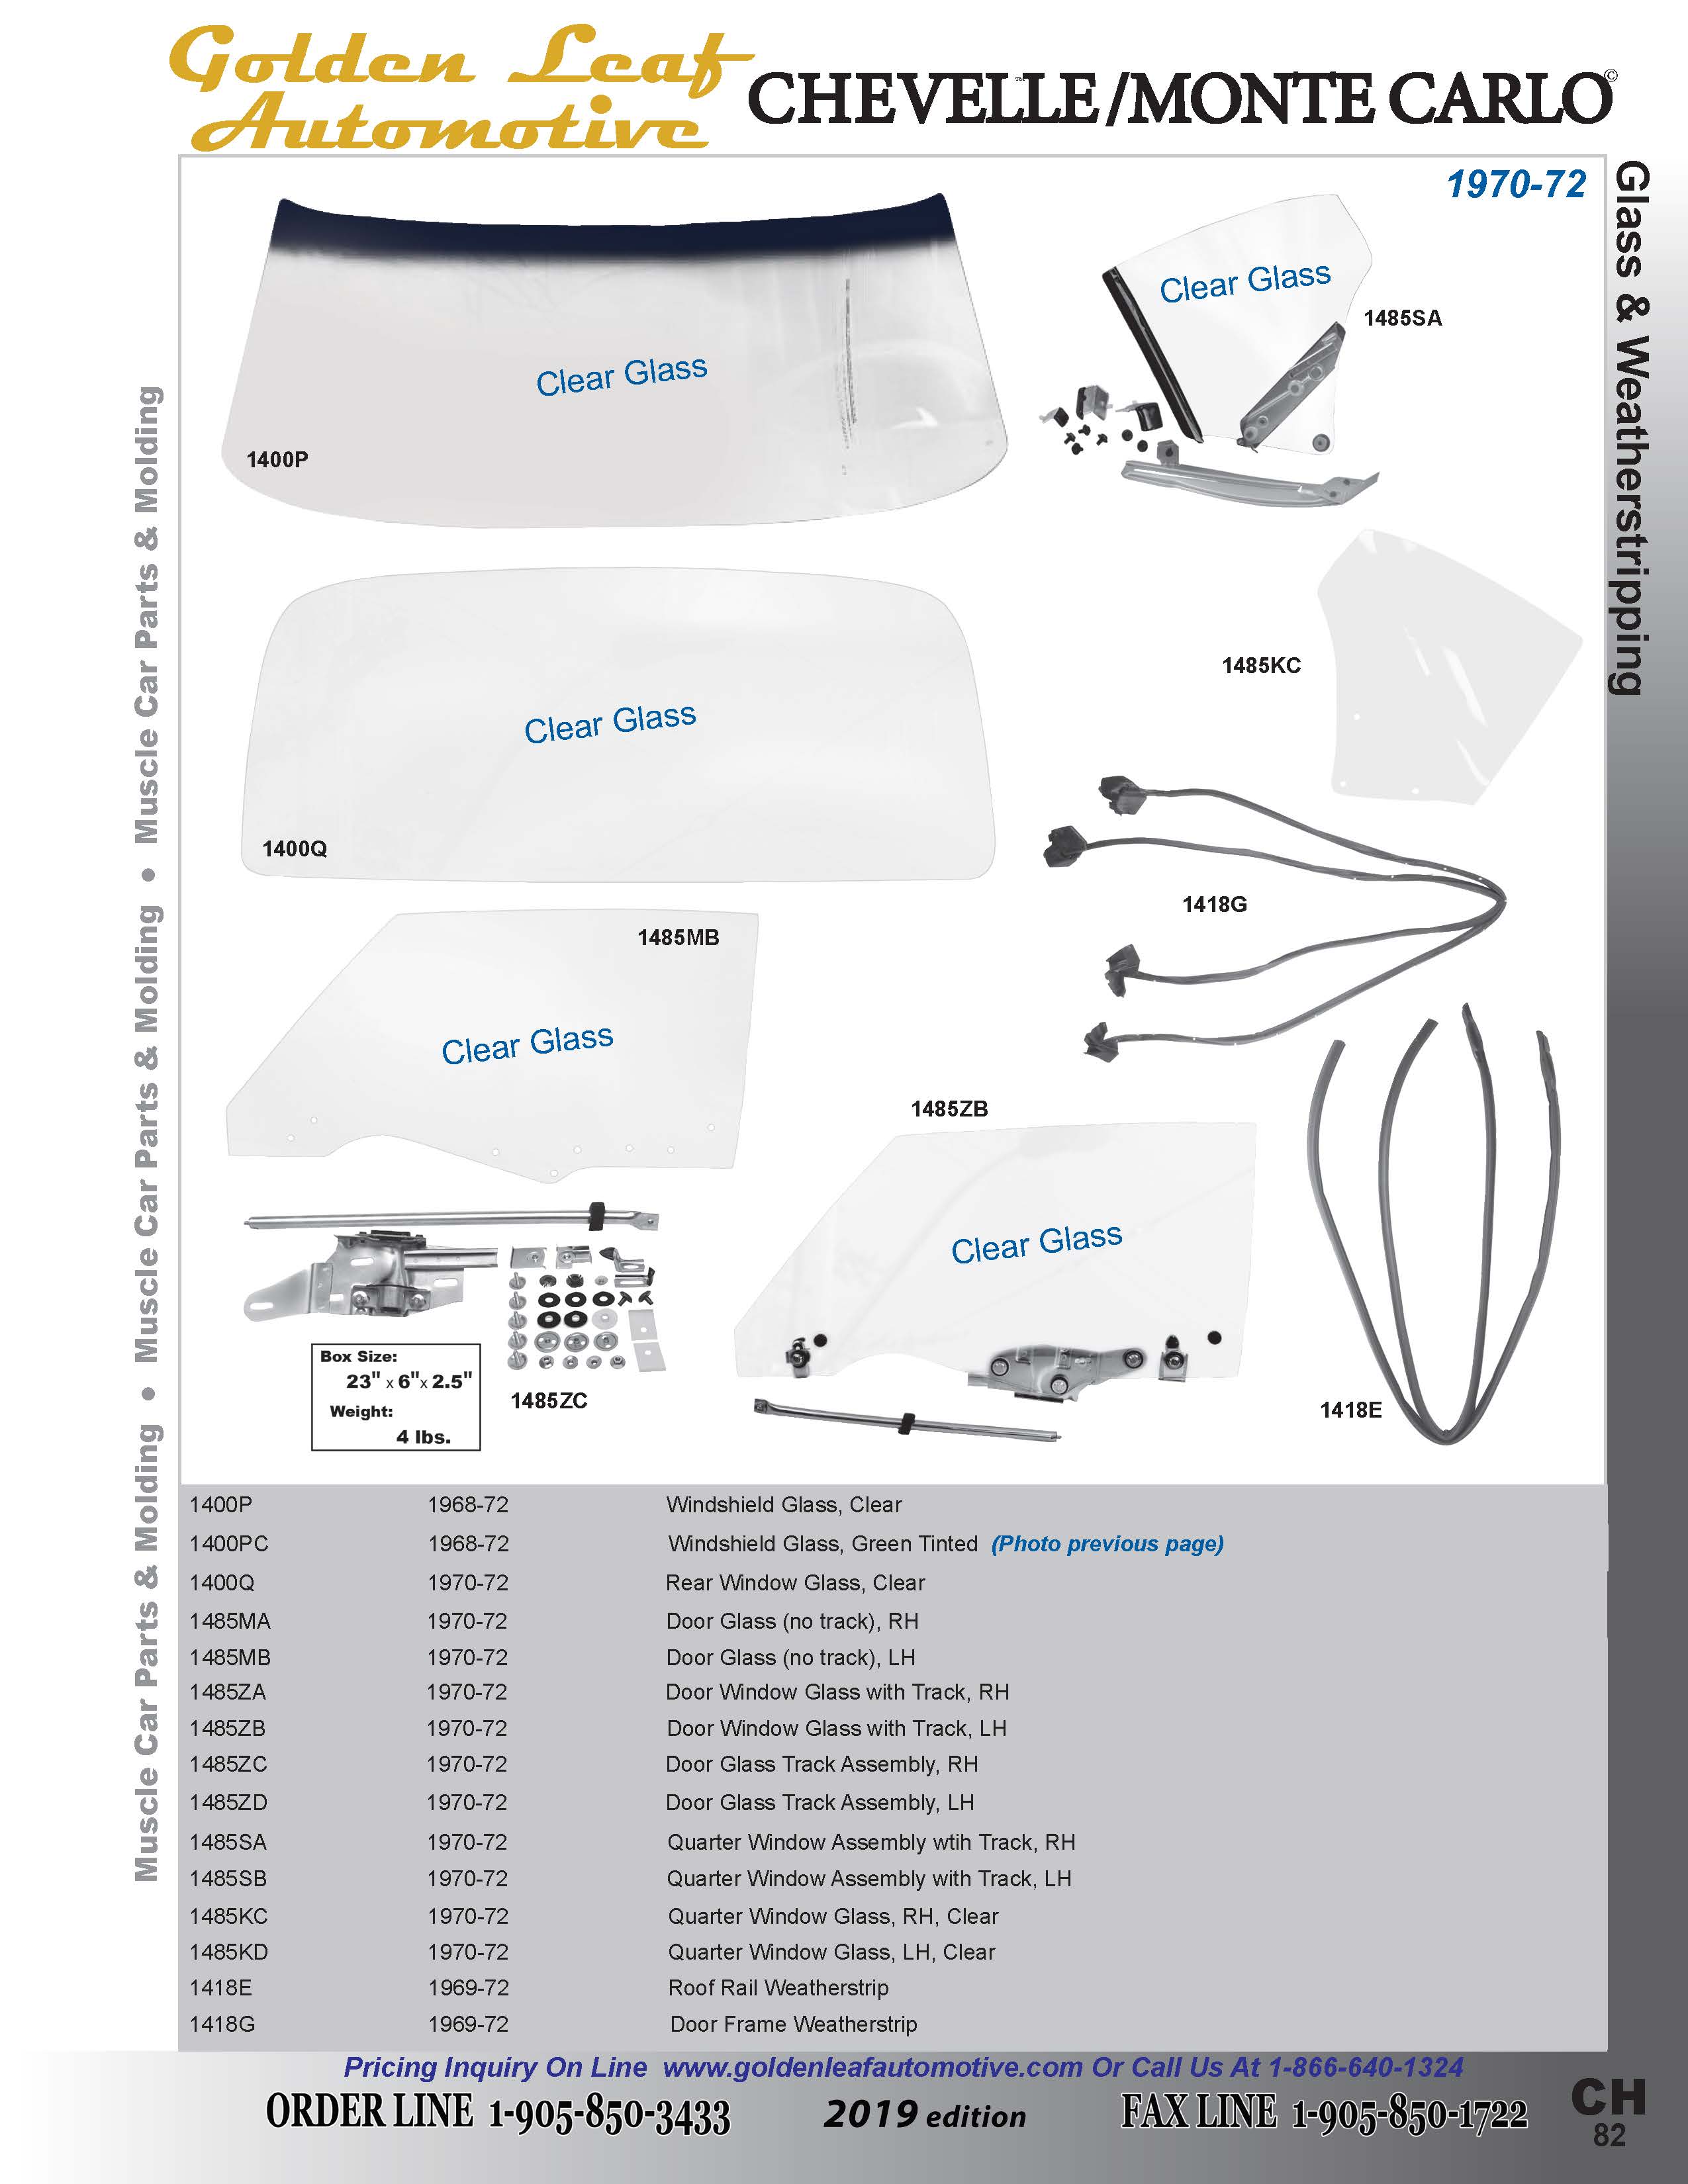 Golden Leaf
Automotive
CHEVELLE/MONTE CARLO©
1970-72
Glass & Weatherstripping
Muscle Car Parts & Molding • Muscle Car Parts & Molding • Muscle Car Parts & Molding
Clear Glass
1400P
Clear Glass
1485SA
1485KC
Clear Glass
1400Q
1418G
1485MB
Clear Glass
1485ZB
Clear Glass
Box Size:
23" x 6"x 2.5"
Weight:
4 lbs.
1485ZC
1418E
1400P 1968-72 Windshield Glass, Clear
1400PC 1968-72 Windshield Glass, Green Tinted (Photo previous page)
1400Q 1970-72 Rear Window Glass, Clear
1485MA 1970-72 Door Glass (no track), RH
1485MB 1970-72 Door Glass (no track), LH
1485ZA 1970-72 Door Window Glass with Track, RH
1485ZB 1970-72 Door Window Glass with Track, LH
1485ZC 1970-72 Door Glass Track Assembly, RH
1485ZD 1970-72 Door Glass Track Assembly, LH
1485SA 1970-72 Quarter Window Assembly wtih Track, RH
1485SB 1970-72 Quarter Window Assembly with Track, LH
1485KC 1970-72 Quarter Window Glass, RH, Clear
1485KD 1970-72 Quarter Window Glass, LH, Clear
1418E 1969-72 Roof Rail Weatherstrip
1418G 1969-72 Door Frame Weatherstrip
Pricing Inquiry On Line www.goldenleafautomotive.com Or Call Us At 1-866-640-1324
ORDER LINE 1-905-850-3433
2019 edition
FAX LINE 1-905-850-1722
CH
82